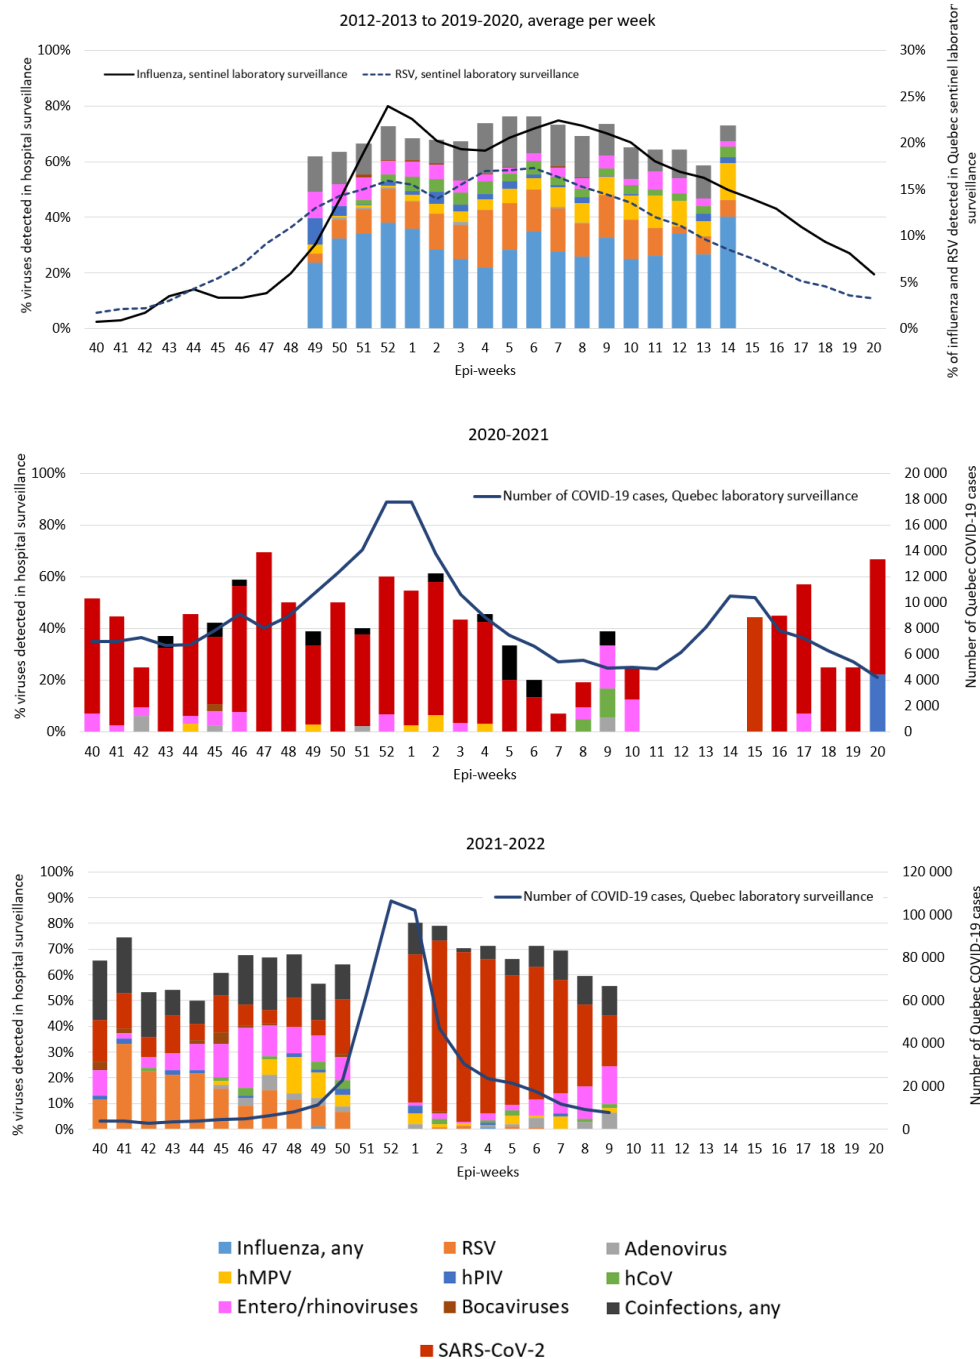 2012-2013 to 2019-2020, average per week
% viruses detected in hospital surveillance
% of influenza and RSV detected in Quebec sentinel laborator
surveillance
100% 30%
Influenza, sentinel laboratory surveillance RSV, sentinel laboratory surveillance
25%
80%
20%
60%
15%
40%
10%
20%
5%
0% 0%
40 41 42 43 44 45 46 47 48 49 50 51 52 1 2 3 4 5 6 7 8 9 10 11 12 13 14 15 16 17 18 19 20
Epi-weeks
2020-2021
% viruses detected in hospital surveillance
Number of Quebec COVID-19 cases
100% 20 000
Number of COVID-19 cases, Quebec laboratory surveillance
18 000
80% 16 000
14 000
60% 12 000
10 000
40% 8 000
6 000
20% 4 000
2 000
0% 0
40 41 42 43 44 45 46 47 48 49 50 51 52 1 2 3 4 5 6 7 8 9 10 11 12 13 14 15 16 17 18 19 20
Epi-weeks
2021-2022
% viruses detected in hospital surveillance
Number of Quebec COVID-19 cases
100% 120 000
90%
Number of COVID-19 cases, Quebec laboratory surveillance
100 000
80%
70% 80 000
60%
50% 60 000
40%
30% 40 000
20%
20 000
10%
0% 0
40 41 42 43 44 45 46 47 48 49 50 51 52 1 2 3 4 5 6 7 8 9 10 11 12 13 14 15 16 17 18 19 20
Epi-weeks
Influenza, any RSV Adenovirus
hMPV hPIV hCoV
Entero/rhinoviruses Bocaviruses Coinfections, any
SARS-CoV-2